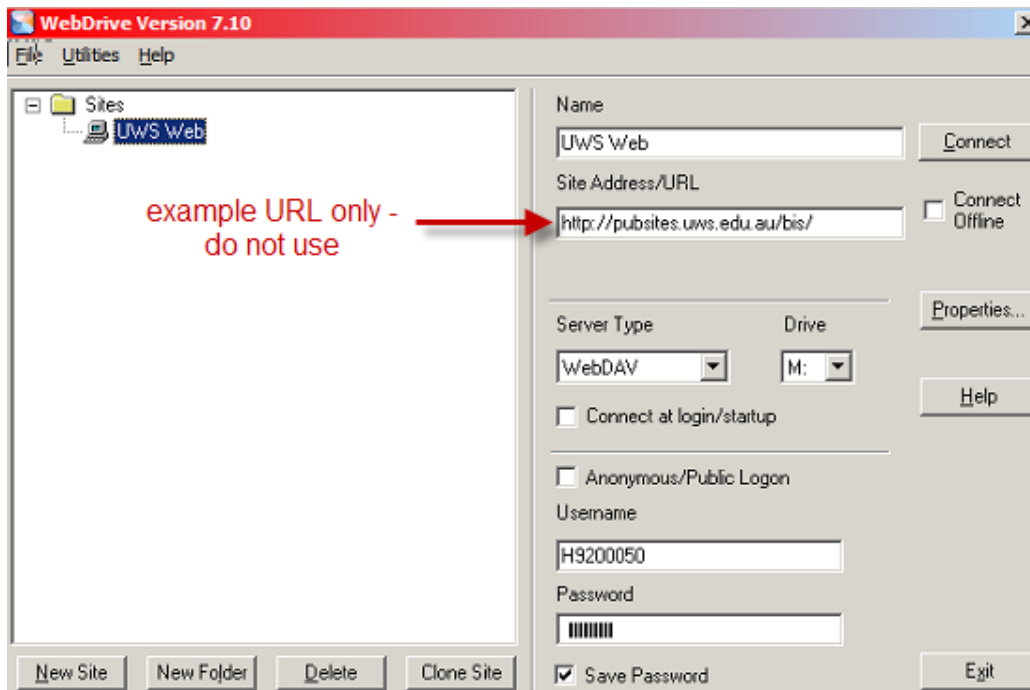 WebDrive Version 7.10
File Utilities Help
Sites
UWS Web
example URL only -
do not use
Name
UWS Web
Connect
Site Address/URL
http://pubsites.uws.edu.au/bis/
Connect
Offline
Properties...
Server Type Drive
WebDAV M:
Help
Connect at login/startup
Anonymous/Public Logon
Username
H9200050
Password
Save Password
New Site New Folder Delete Clone Site Exit